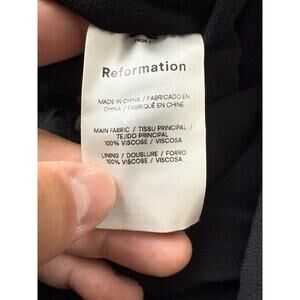 Reformation
MADE IN CHINA / FABRICADO EN
CHINA / FABRIQUÉ EN CHINE
MAIN FABRIC / TISSU PRINCIPAL /
TEJIDO PRINCIPAL
100% VISCOSE / VISCOSA
LINING / DOUBLURE / FORRO
100% VISCOSE / VISCOSA